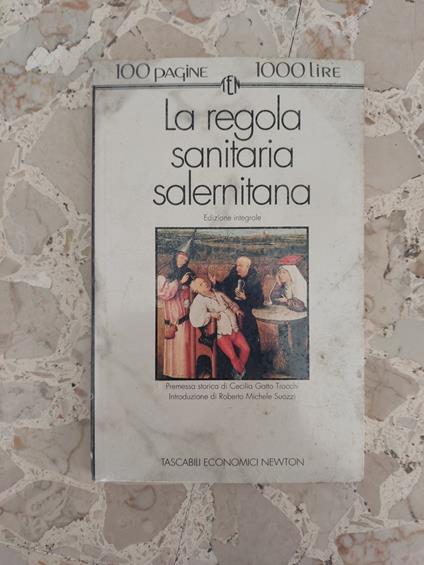 100 pagine 1000 lire
TEN
La regola
sanitaria
salernitana
Edizione integrale
Premessa storica di Cecilia Gatto Trocchi
Introduzione di Roberto Michele Suozzi
TASCABILI ECONOMICI NEWTON